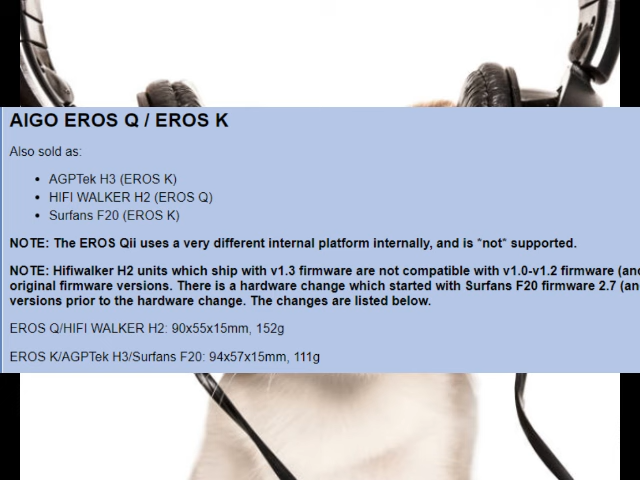 AIGO EROS Q / EROS K
Also sold as:
• AGPTek H3 (EROS K)
• HIFI WALKER H2 (EROS Q)
• Surfans F20 (EROS K)
NOTE: The EROS Qii uses a very different internal platform internally, and is *not* supported.
NOTE: Hifiwalker H2 units which ship with v1.3 firmware are not compatible with v1.0-v1.2 firmware
original firmware versions. There is a hardware change which started with Surfans F20 firmware 2.7
versions prior to the hardware change. The changes are listed below.
EROS Q/HIFI WALKER H2: 90x55x15mm, 152g
EROS K/AGPTek H3/Surfans F20: 94x57x15mm, 111g